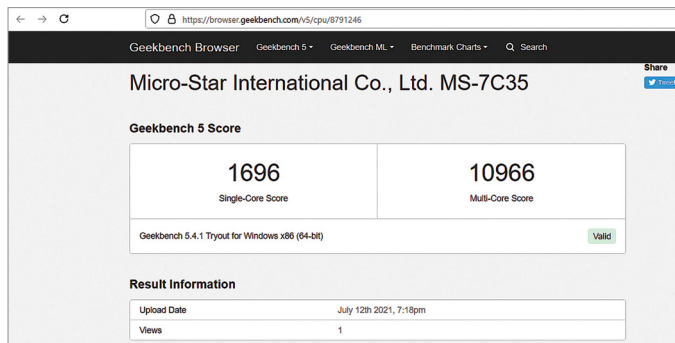 https://browser.geekbench.com/v5/cpu/8791246
Geekbench Browser Geekbench 5 Geekbench ML Benchmark Charts Search
Share
Tweet
Micro-Star International Co., Ltd. MS-7C35
Geekbench 5 Score
1696 10966
Single-Core Score Multi-Core Score
Geekbench 5.4.1 Tryout for Windows x86 (64-bit) Valid
Result Information
Upload Date July 12th 2021, 7:18pm
Views 1